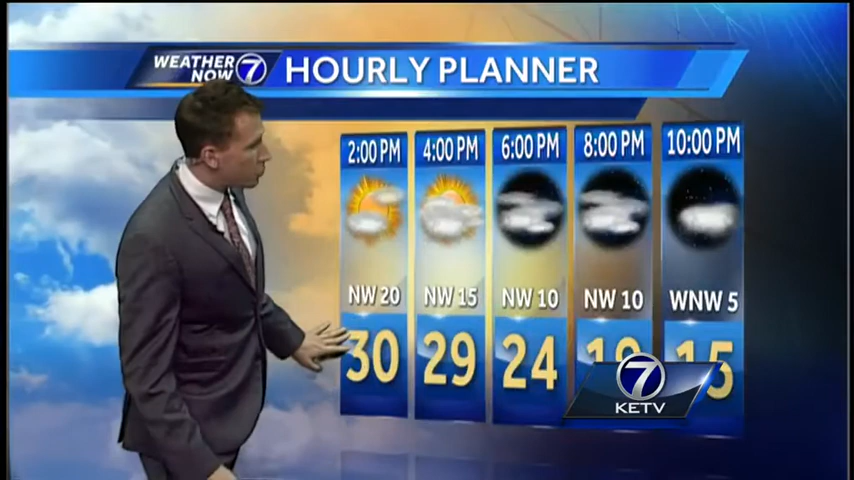 WEATHER
NOW 7
HOURLY PLANNER
2:00 PM 4:00 PM 6:00 PM 8:00 PM 10:00 PM
NW 20 NW 15 NW 10 NW 10 WNW 5
30 29 24 15
7
KETV